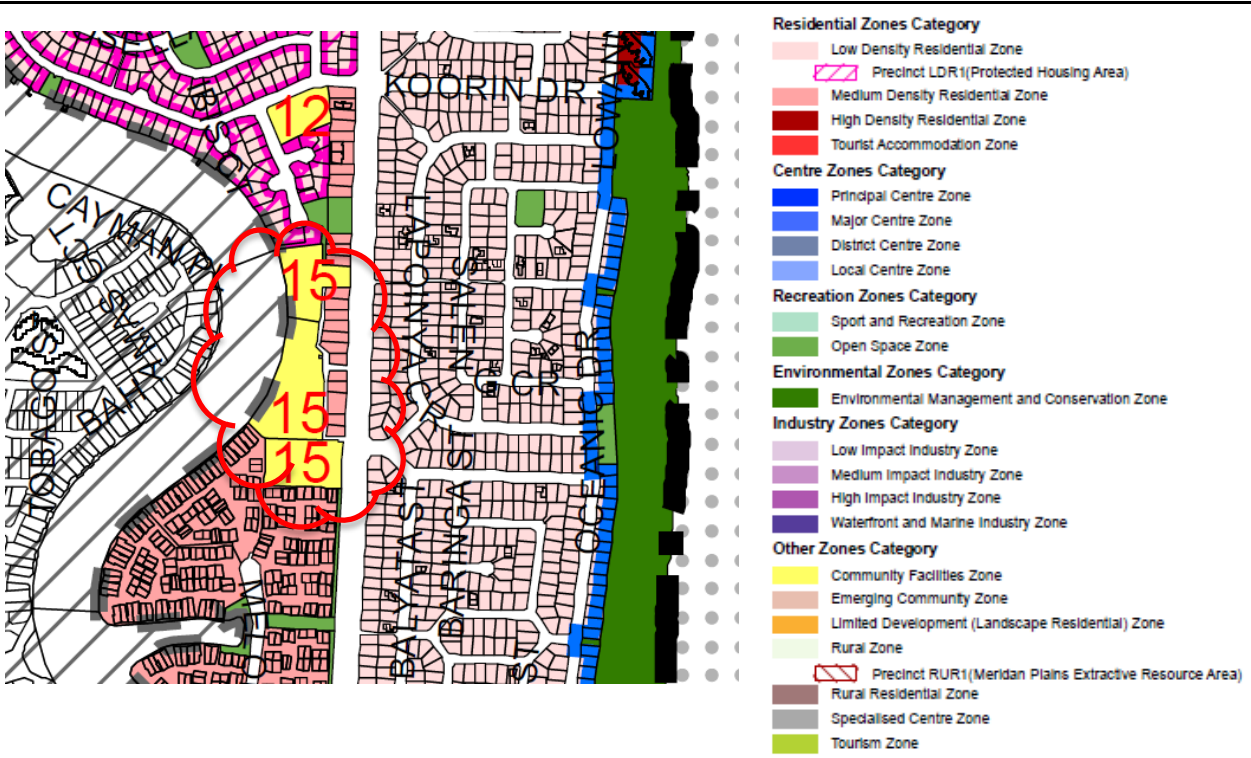 KOORIN DR
12
CAYMAN PL
15
OCEANIC DR
15
15
BARINGA ST
Residential Zones Category
Low Density Residential Zone
Precinct LDR1(Protected Housing Area)
Medium Density Residential Zone
High Density Residential Zone
Tourist Accommodation Zone
Centre Zones Category
Principal Centre Zone
Major Centre Zone
District Centre Zone
Local Centre Zone
Recreation Zones Category
Sport and Recreation Zone
Open Space Zone
Environmental Zones Category
Environmental Management and Conservation Zone
Industry Zones Category
Low Impact Industry Zone
Medium Impact Industry Zone
High Impact Industry Zone
Waterfront and Marine Industry Zone
Other Zones Category
Community Facilities Zone
Emerging Community Zone
Limited Development (Landscape Residential) Zone
Rural Zone
Precinct RUR1(Meridan Plains Extractive Resource Area)
Rural Residential Zone
Specialised Centre Zone
Tourism Zone